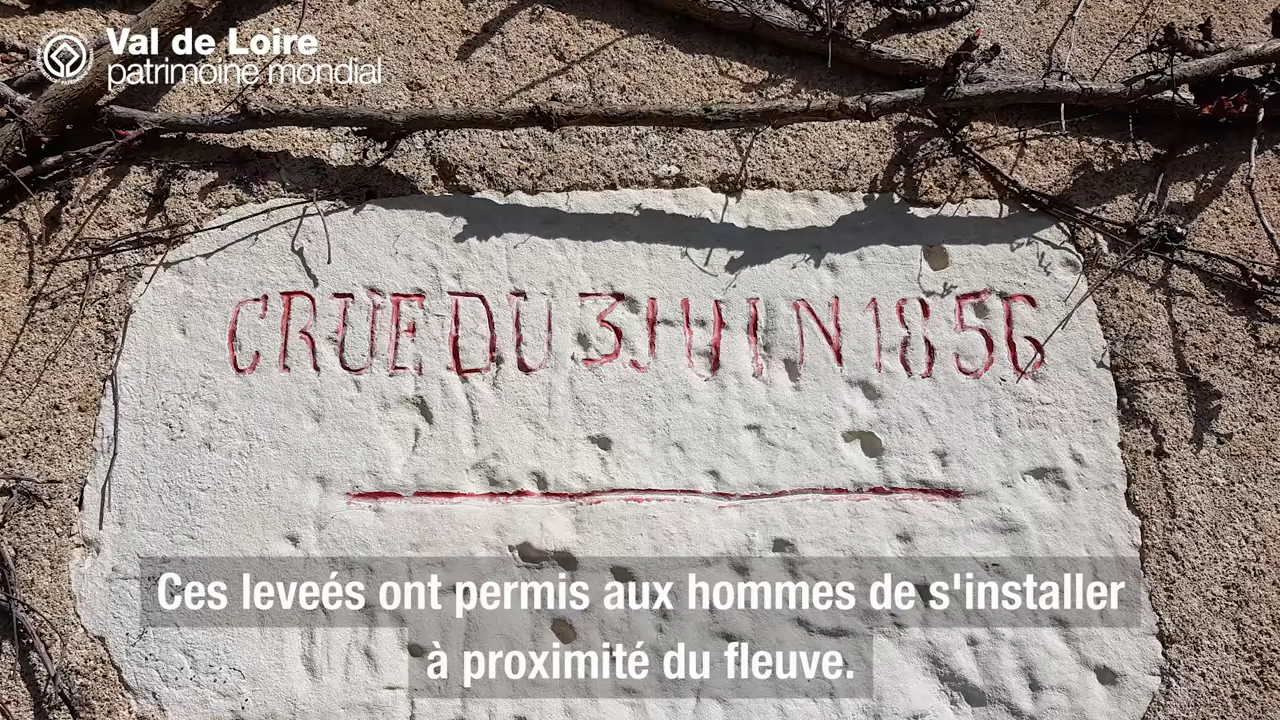 Val de Loire
patrimoine mondial
CRUE DU 3 JUIN 1856
Ces leveés ont permis aux hommes de s'installer
à proximité du fleuve.